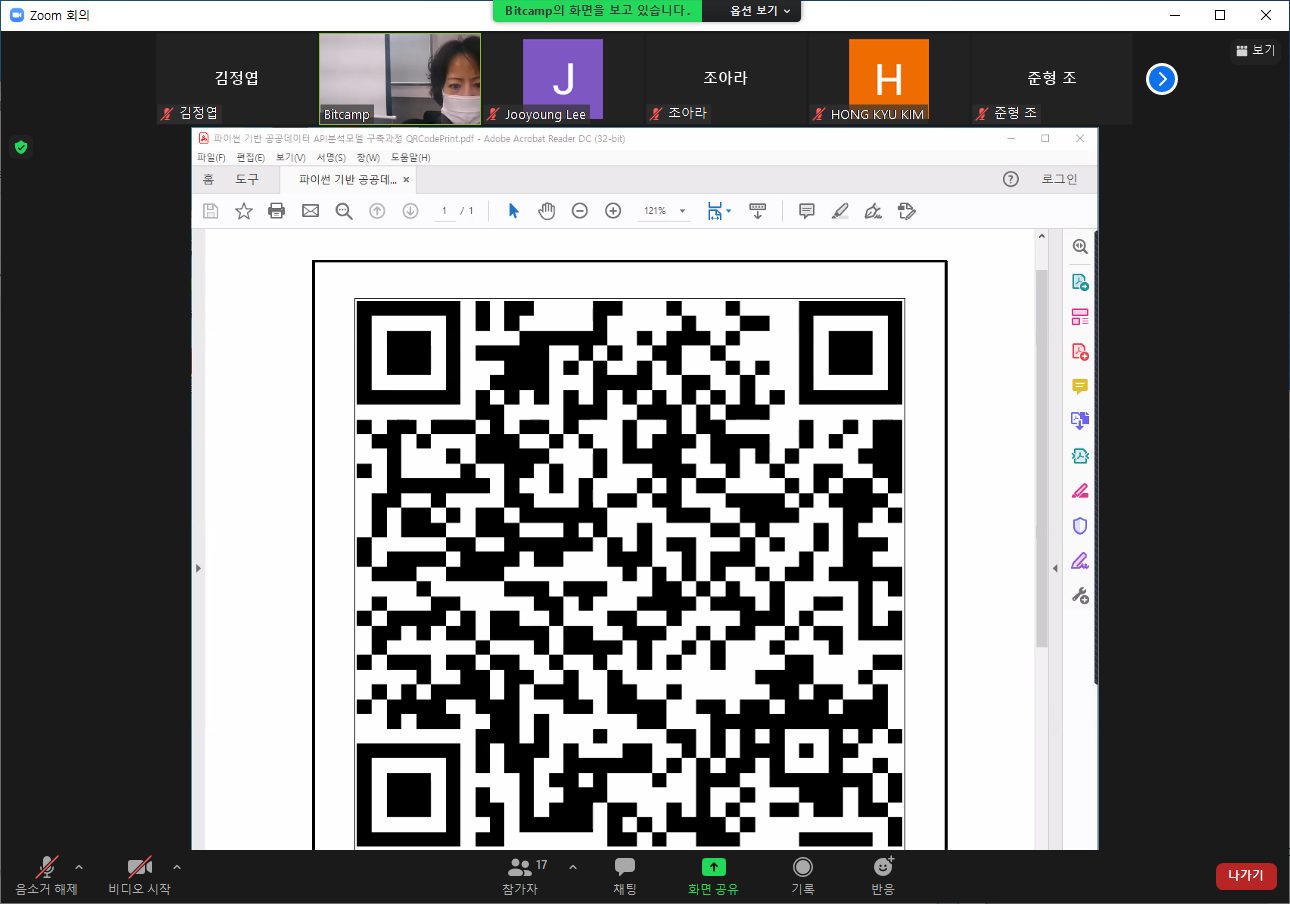 Zoom 회의
Bitcamp의 화면을 보고 있습니다.
옵션 보기
보기
김정엽
J
조아라
H
준형 조
김정엽
Bitcamp
Jooyoung Lee
조아라
HONG KYU KIM
준형 조
파이썬 기반 공공데이터 API분석모델 구축과정 QRCodePrint.pdf - Adobe Acrobat Reader DC (32-bit)
파일(F) 편집(E) 보기(V) 서명(S) 창(W) 도움말(H)
홈 도구 파이썬 기반 공공데... × 로그인
1 / 1 121%
음소거 해제
비디오 시작
17
참가자
채팅
화면 공유
기록
반응
나가기